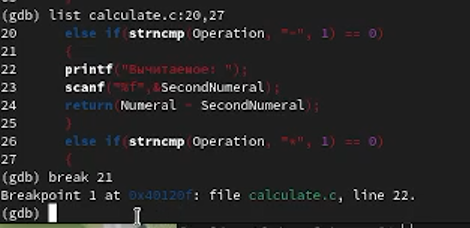 (gdb) list calculate.c:20,27
20 else if(strncmp(Operation, "-", 1) == 0)
21 {
22 printf("Вычитаемое: ");
23 scanf("%f",&SecondNumeral);
24 return(Numeral - SecondNumeral);
25 }
26 else if(strncmp(Operation, "*", 1) == 0)
27 {
(gdb) break 21
Breakpoint 1 at 0x40120f: file calculate.c, line 22.
(gdb)